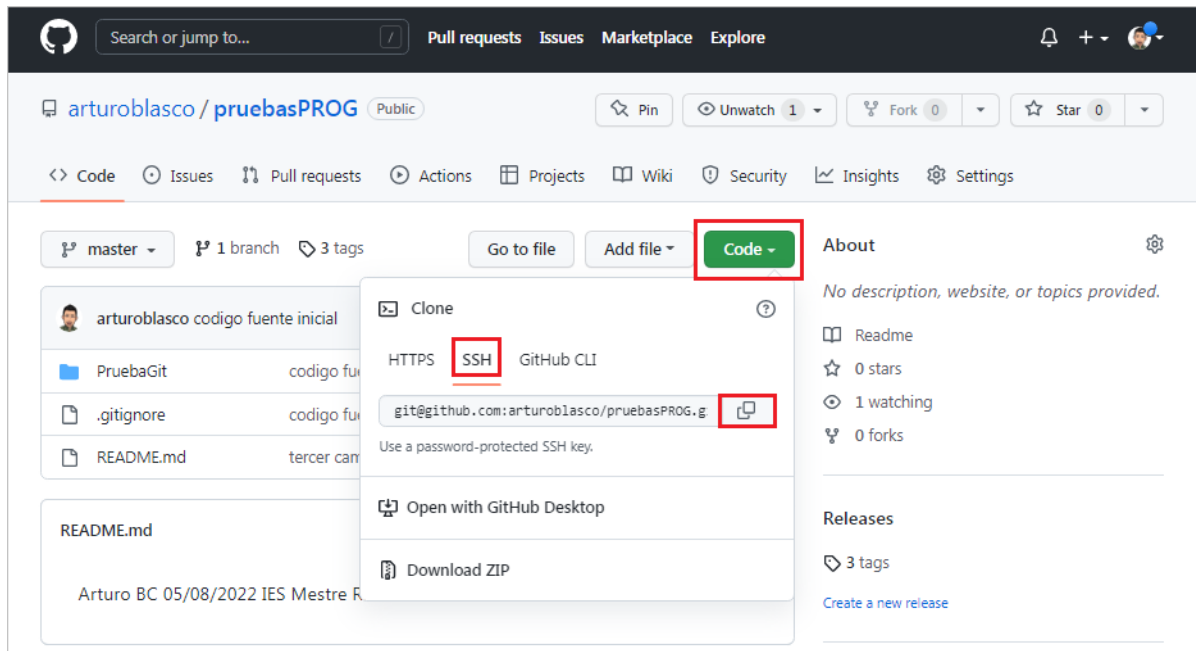 Search or jump to... /
Pull requests Issues Marketplace Explore
arturoblasco / pruebasPROG Public
Pin Unwatch 1 Fork 0 Star 0
Code Issues Pull requests Actions Projects Wiki Security Insights Settings
master 1 branch 3 tags Go to file Add file Code
Clone
HTTPS SSH GitHub CLI
git@github.com:arturoblasco/pruebasPROG.g
Use a password-protected SSH key.
Open with GitHub Desktop
Download ZIP
arturoblasco codigo fuente inicial
PruebaGit codigo fu
.gitignore codigo fu
README.md tercer cam
README.md
Arturo BC 05/08/2022 IES Mestre R
About
No description, website, or topics provided.
Readme
0 stars
1 watching
0 forks
Releases
3 tags
Create a new release